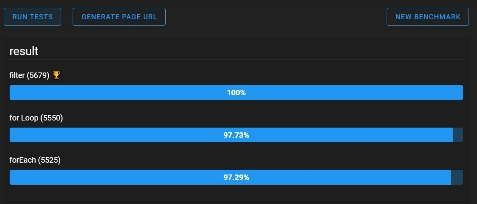 RUN TESTS
GENERATE PAGE URL
NEW BENCHMARK
result
filter (5679)
100%
for Loop (5550)
97.73%
forEach (5525)
97.29%